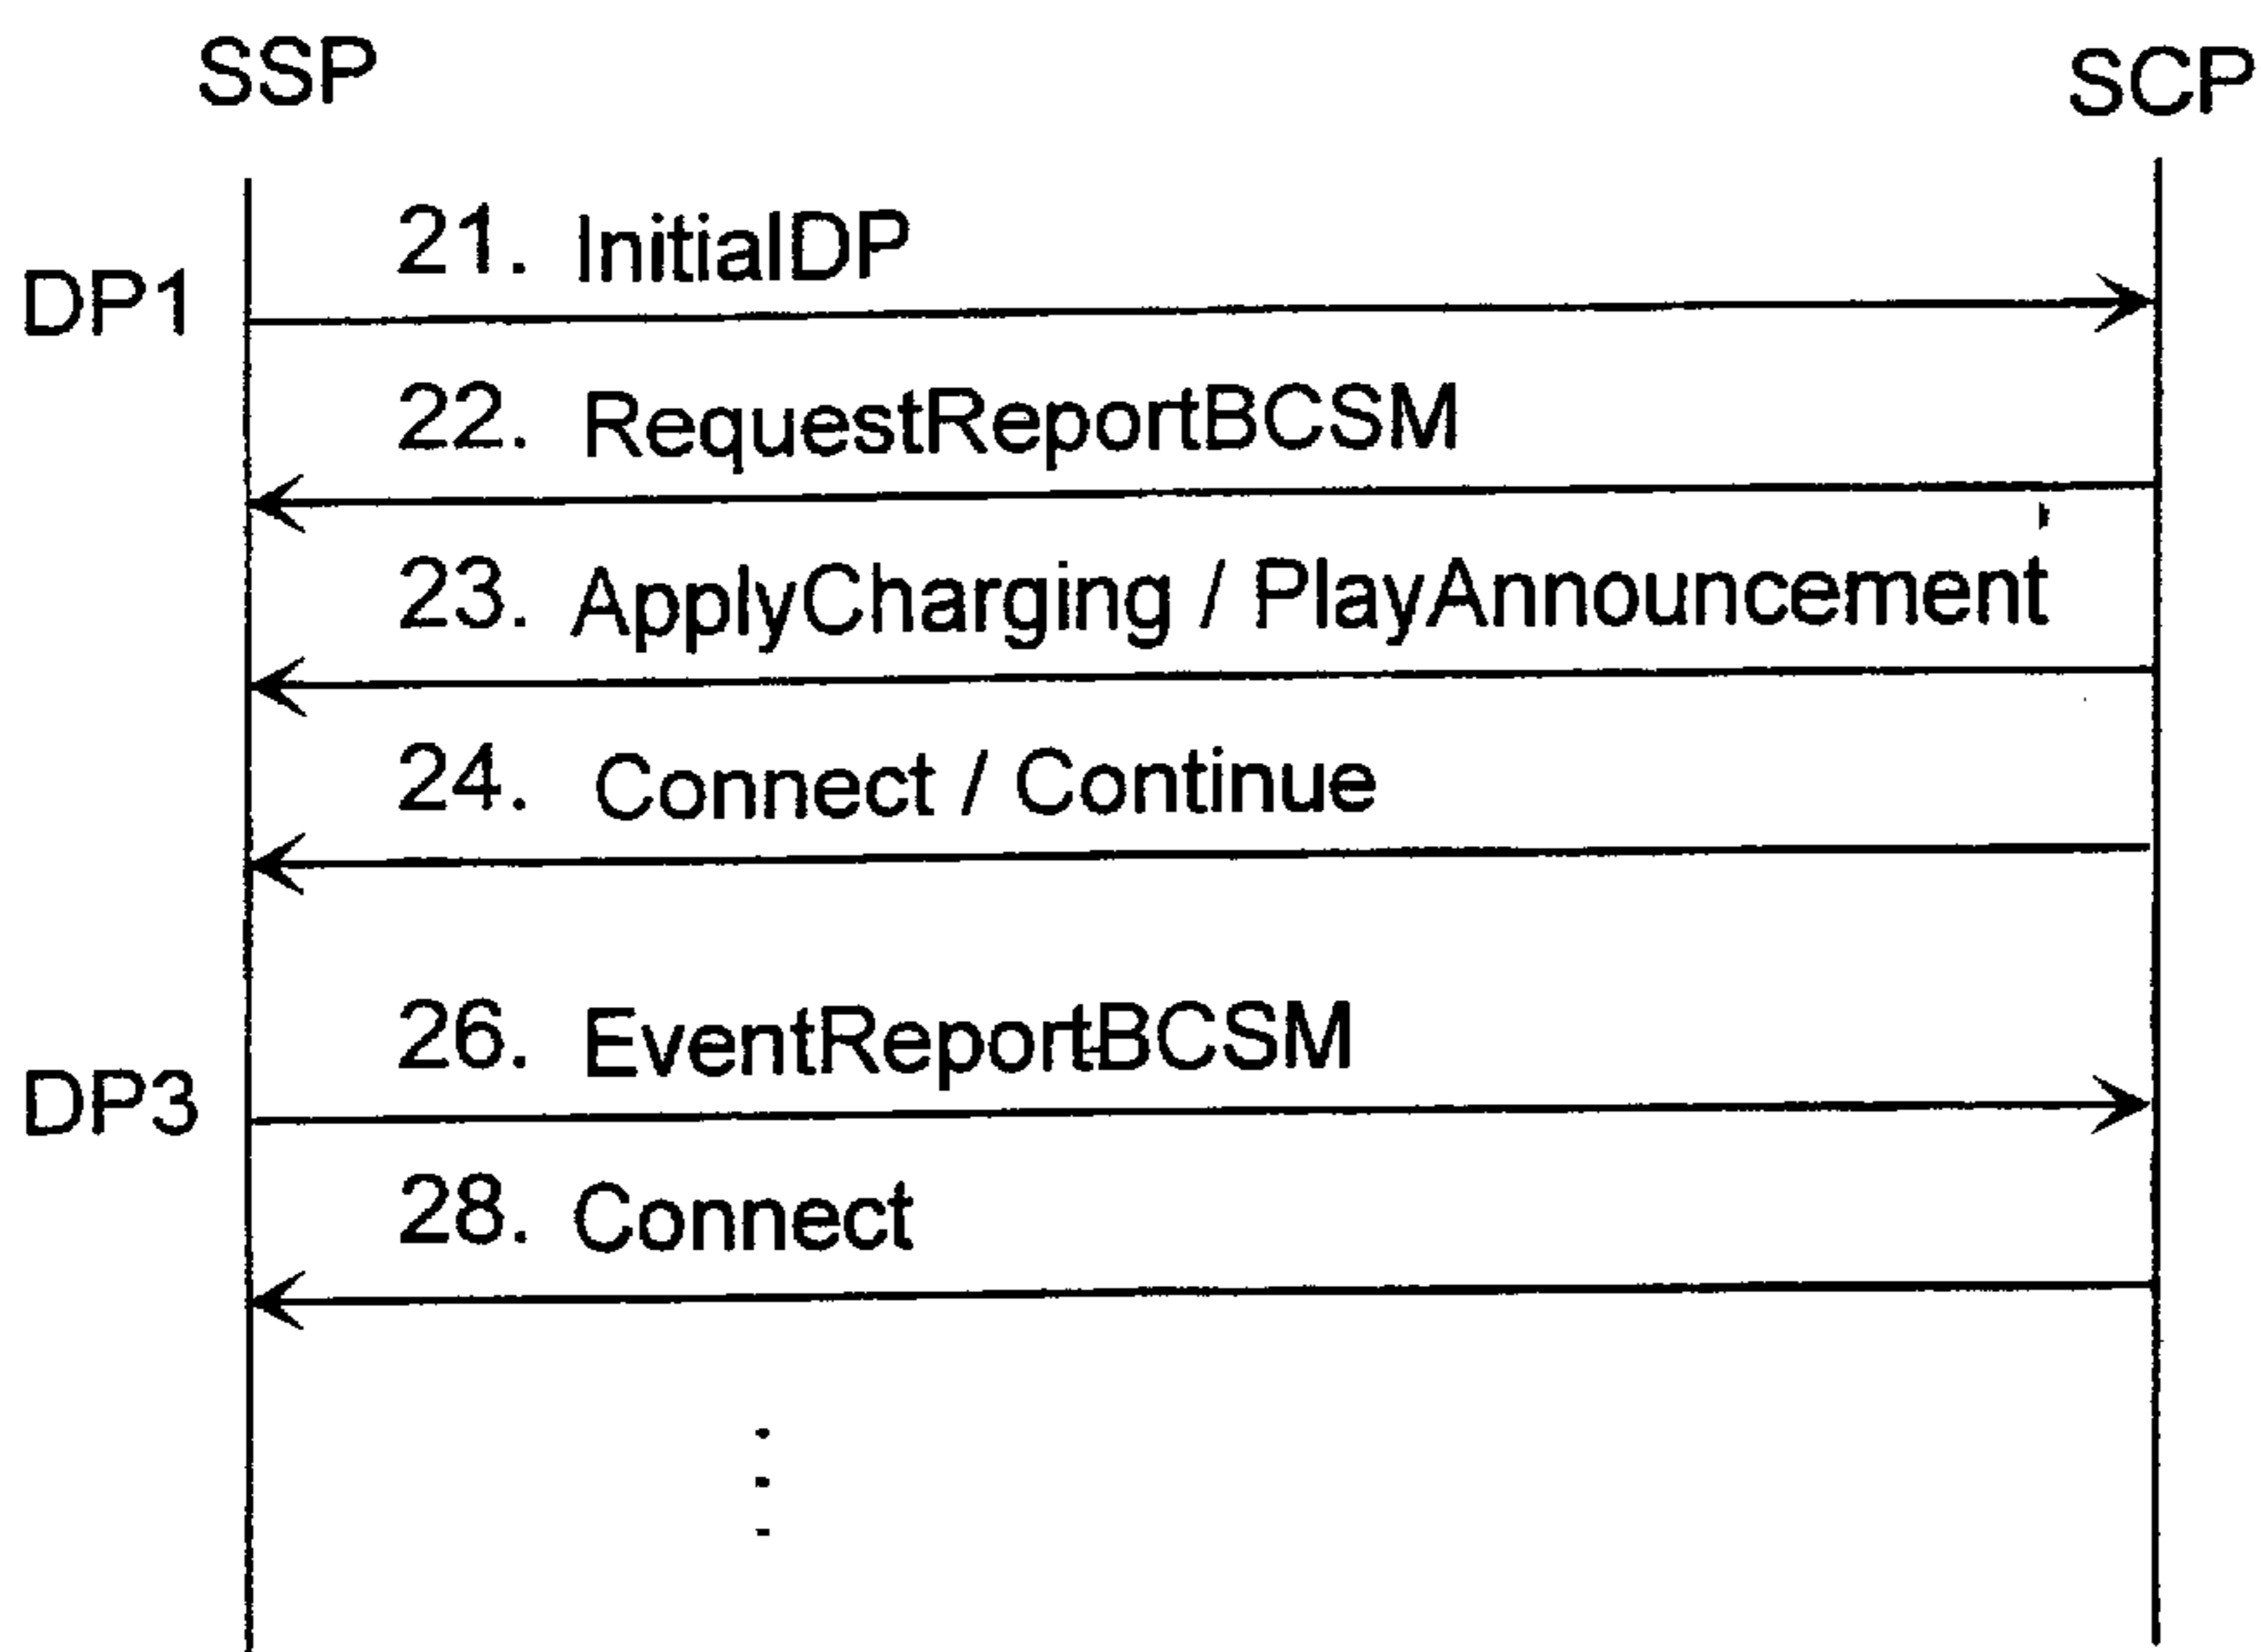 SSP SCP
21. InitialDP
DP1
22. RequestReportBCSM
23. ApplyCharging / PlayAnnouncement
24. Connect / Continue
26. EventReportBCSM
DP3
28. Connect